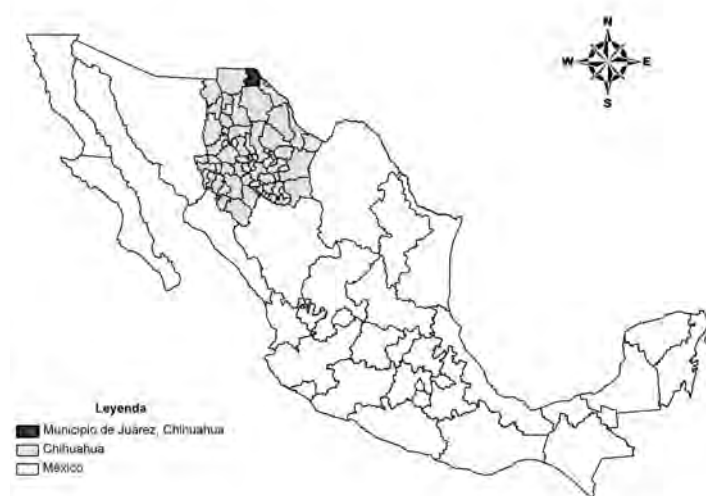 N
W E
S
Leyenda
Municipio de Juárez, Chihuahua
Chihuahua
México